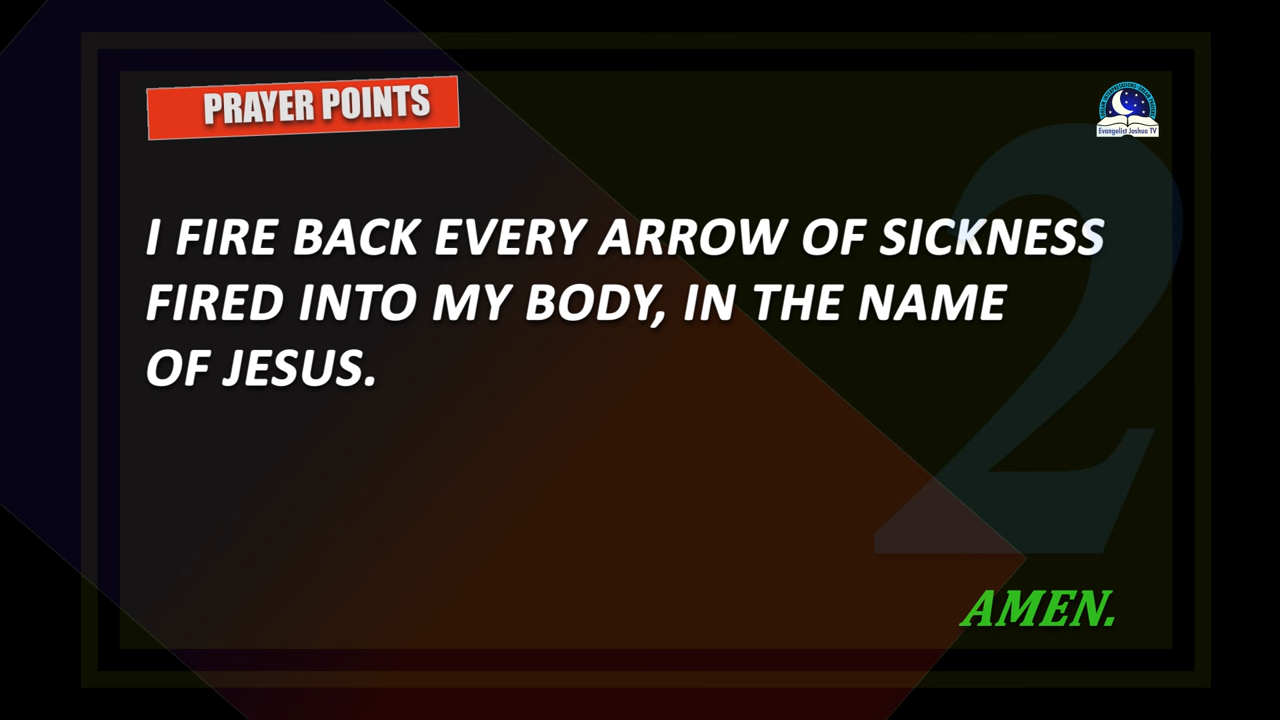 PRAYER POINTS
Evangelist Joshua TV
I FIRE BACK EVERY ARROW OF SICKNESS
FIRED INTO MY BODY, IN THE NAME
OF JESUS.
2
AMEN.